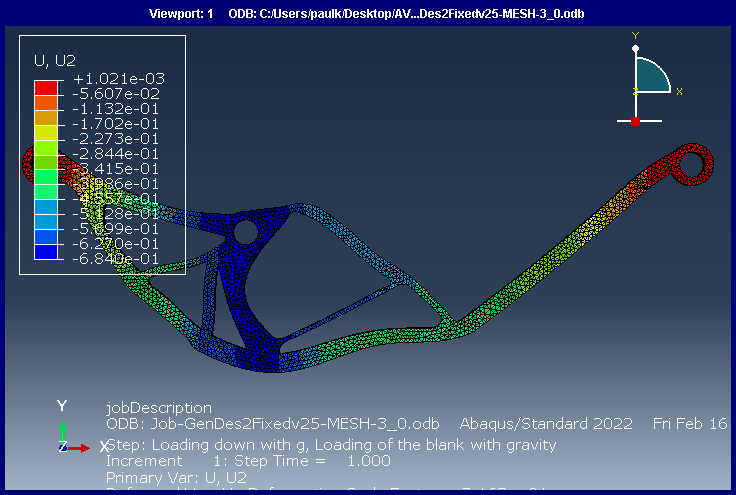 Viewport: 1 ODB: C:/Users/paulk/Desktop/AV...Des2Fixedv25-MESH-3_0.odb
U, U2
+1.021e-03
-5.607e-02
-1.132e-01
-1.702e-01
-2.273e-01
-2.844e-01
-3.415e-01
-3.986e-01
-4.557e-01
-5.128e-01
-5.699e-01
-6.270e-01
-6.840e-01
Y
Z X
Y
Z X
jobDescription
ODB: Job-GenDes2Fixedv25-MESH-3_0.odb Abaqus/Standard 2022 Fri Feb 16
Step: Loading down with g, Loading of the blank with gravity
Increment 1: Step Time = 1.000
Primary Var: U, U2